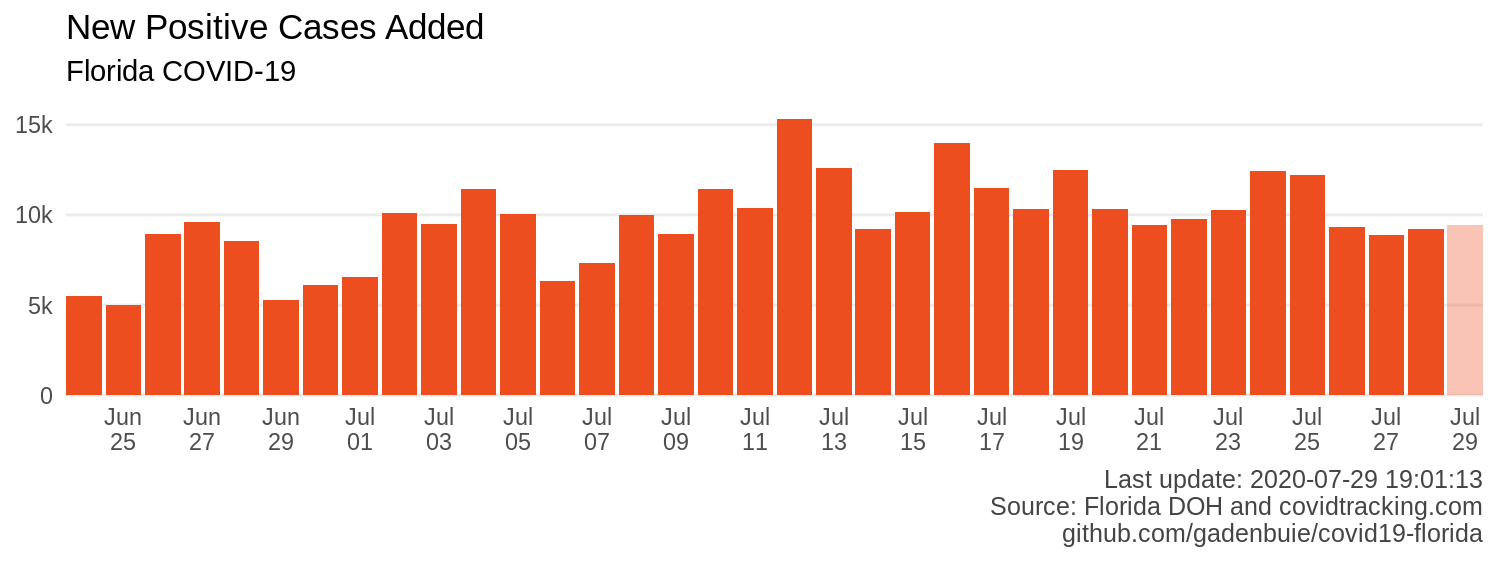 New Positive Cases Added
Florida COVID-19
15k
10k
5k
0
Jun Jun Jun Jul Jul Jul Jul Jul Jul Jul Jul Jul Jul Jul Jul Jul Jul Jul
25 27 29 01 03 05 07 09 11 13 15 17 19 21 23 25 27 29
Last update: 2020-07-29 19:01:13
Source: Florida DOH and covidtracking.com
github.com/gadenbuie/covid19-florida